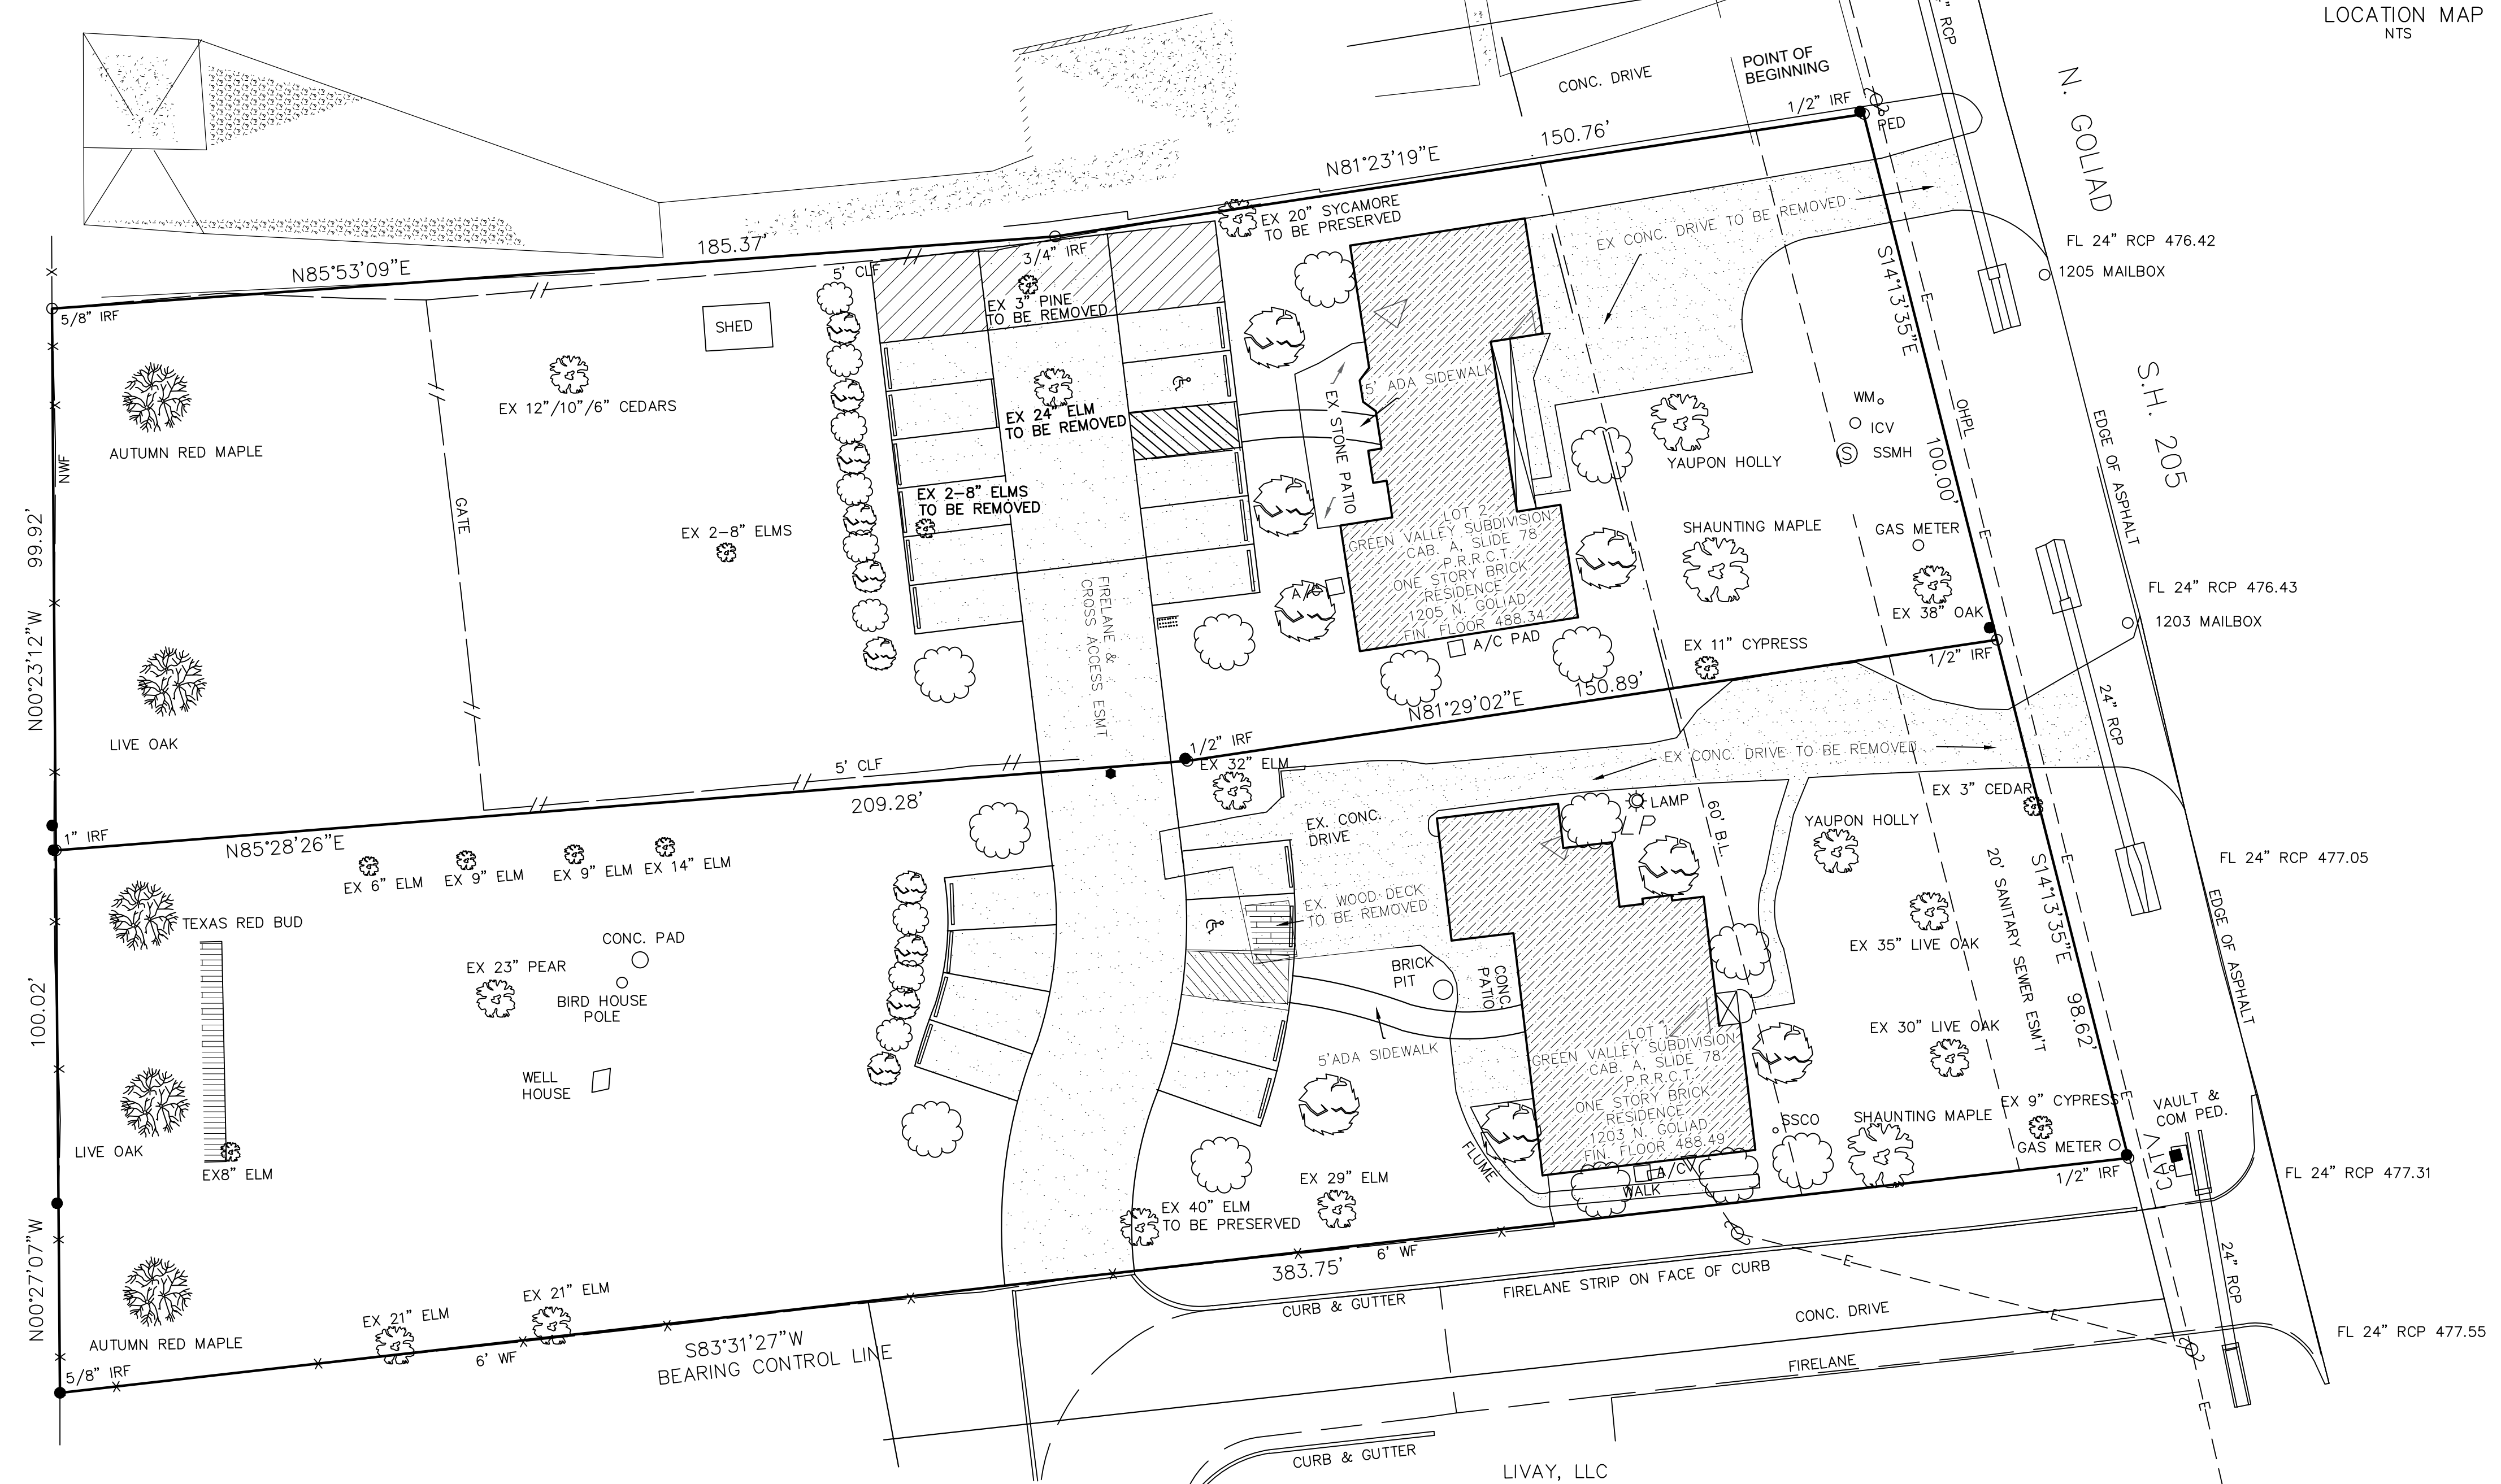 LOCATION MAP
NTS
RCP
N. GOLIAD
S.H. 205
POINT OF
BEGINNING
CONC. DRIVE
1/2" IRF
PED
150.76'
N81°23'19"E
185.37'
N85°53'09"E
5/8" IRF
5' CLF
3/4" IRF
EX 20" SYCAMORE
TO BE PRESERVED
EX CONC. DRIVE TO BE REMOVED
FL 24" RCP 476.42
1205 MAILBOX
S14°13'35"E
100.00'
E
OHPL
E
EX 3" PINE
TO BE REMOVED
SHED
EX 12"/10"/6" CEDARS
AUTUMN RED MAPLE
NWF
99.92'
N00°23'12"W
GATE
EX 24" ELM
TO BE REMOVED
EX 2-8" ELMS
TO BE REMOVED
EX 2-8" ELMS
5' ADA SIDEWALK
EX STONE PATIO
WM
ICV
S
SSMH
YAUPON HOLLY
SHAUNTING MAPLE
GAS METER
EX 38" OAK
EDGE OF ASPHALT
FL 24" RCP 476.43
1203 MAILBOX
LOT 2
GREEN VALLEY SUBDIVISION
CAB. A, SLIDE 78
P.R.R.C.T.
ONE STORY BRICK
RESIDENCE
1205 N. GOLIAD
FIN. FLOOR 488.34
A/C
A/C PAD
EX 11" CYPRESS
1/2" IRF
FIRELANE &
CROSS ACCESS ESMT
LIVE OAK
150.89'
N81°29'02"E
24" RCP
1/2" IRF
5' CLF
209.28'
N85°28'26"E
1" IRF
EX 32" ELM
EX CONC. DRIVE TO BE REMOVED
EX 3" CEDAR
LAMP
LP
60' B.L.
YAUPON HOLLY
EX. CONC.
DRIVE
FL 24" RCP 477.05
EX 6" ELM
EX 9" ELM
EX 9" ELM
EX 14" ELM
TEXAS RED BUD
CONC. PAD
EX 23" PEAR
BIRD HOUSE
POLE
100.02'
WELL
HOUSE
EX. WOOD DECK
TO BE REMOVED
BRICK
PIT
CONC.
PATIO
5'ADA SIDEWALK
E
S14°13'35"E
98.62'
20' SANITARY SEWER ESM'T
EX 35" LIVE OAK
EX 30" LIVE OAK
EDGE OF ASPHALT
LOT 1
GREEN VALLEY SUBDIVISION
CAB. A, SLIDE 78
P.R.R.C.T.
ONE STORY BRICK
RESIDENCE
1203 N. GOLIAD
FIN. FLOOR 488.49
SSCO
SHAUNTING MAPLE
EX 9" CYPRESS
E
VAULT &
COM PED.
GAS METER
CATV
1/2" IRF
FL 24" RCP 477.31
FLUME
A/C
WALK
LIVE OAK
EX8" ELM
EX 29" ELM
EX 40" ELM
TO BE PRESERVED
N00°27'07"W
AUTUMN RED MAPLE
5/8" IRF
EX 21" ELM
EX 21" ELM
6' WF
S83°31'27"W
BEARING CONTROL LINE
383.75'
6' WF
CURB & GUTTER
FIRELANE STRIP ON FACE OF CURB
E
CONC. DRIVE
E
24" RCP
FL 24" RCP 477.55
FIRELANE
E
CURB & GUTTER
LIVAY, LLC